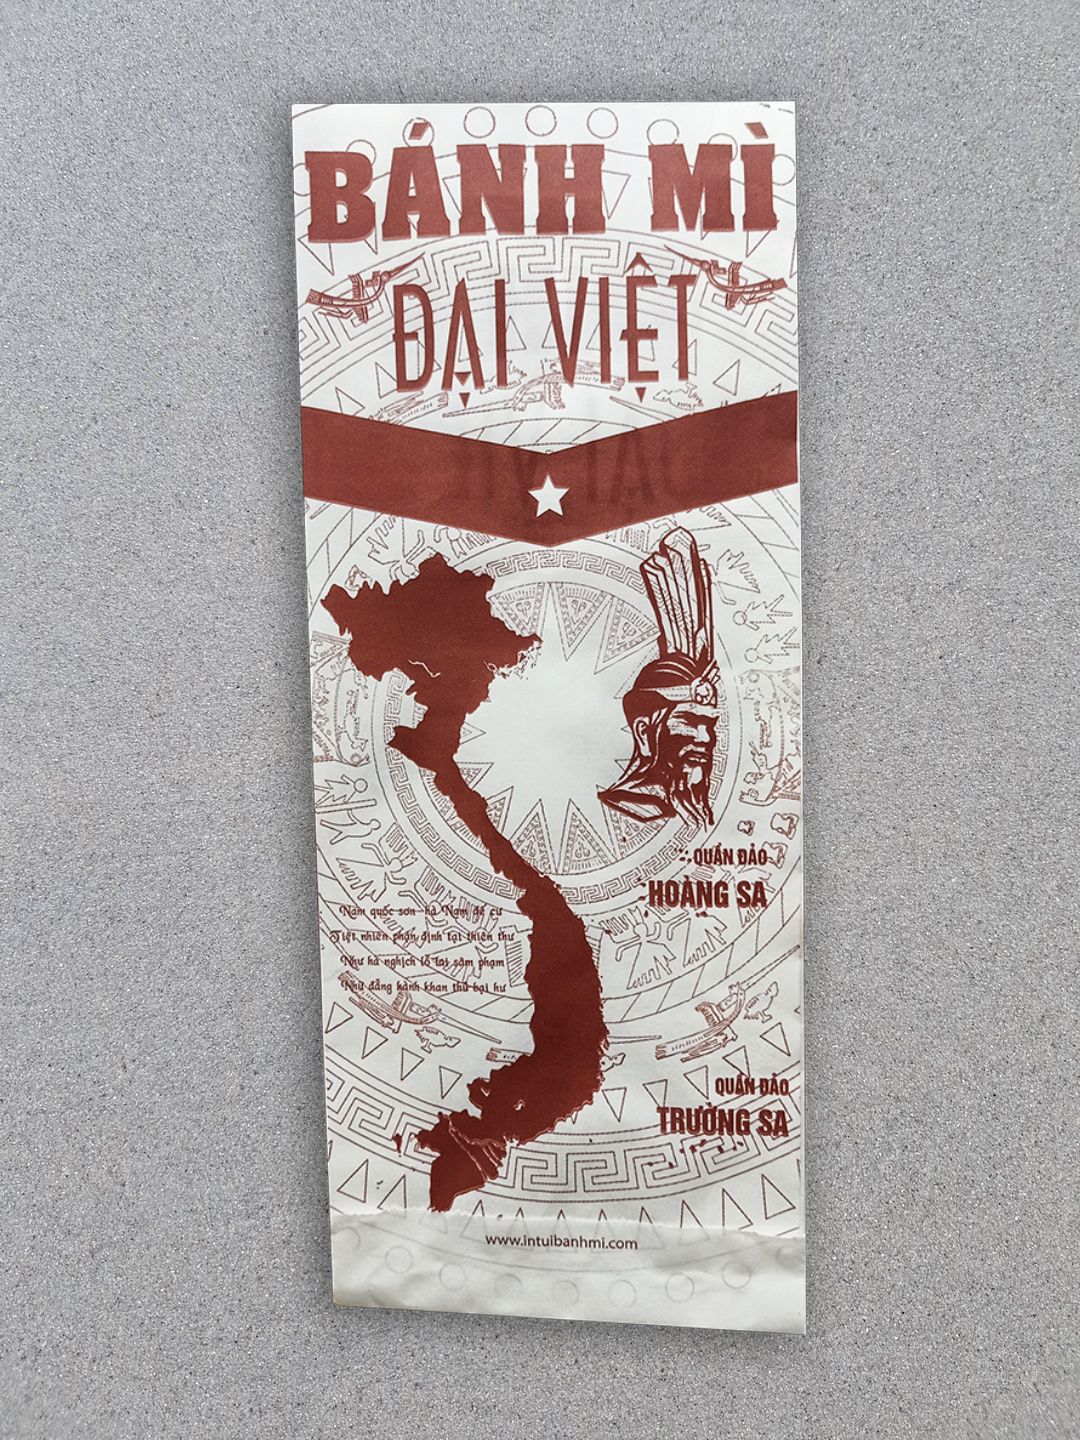 BÁNH MÌ
ĐẠI VIỆT
QUẦN ĐẢO
HOÀNG SA
Nam quốc sơn hà Nam đế cư
Tiệt nhiên phận định tại thiên thư
Như hà nghịch lỗ lai xâm phạm
Như đẳng hành khan thủ bại hư
QUẦN ĐẢO
TRƯỜNG SA
www.intuibanhmi.com